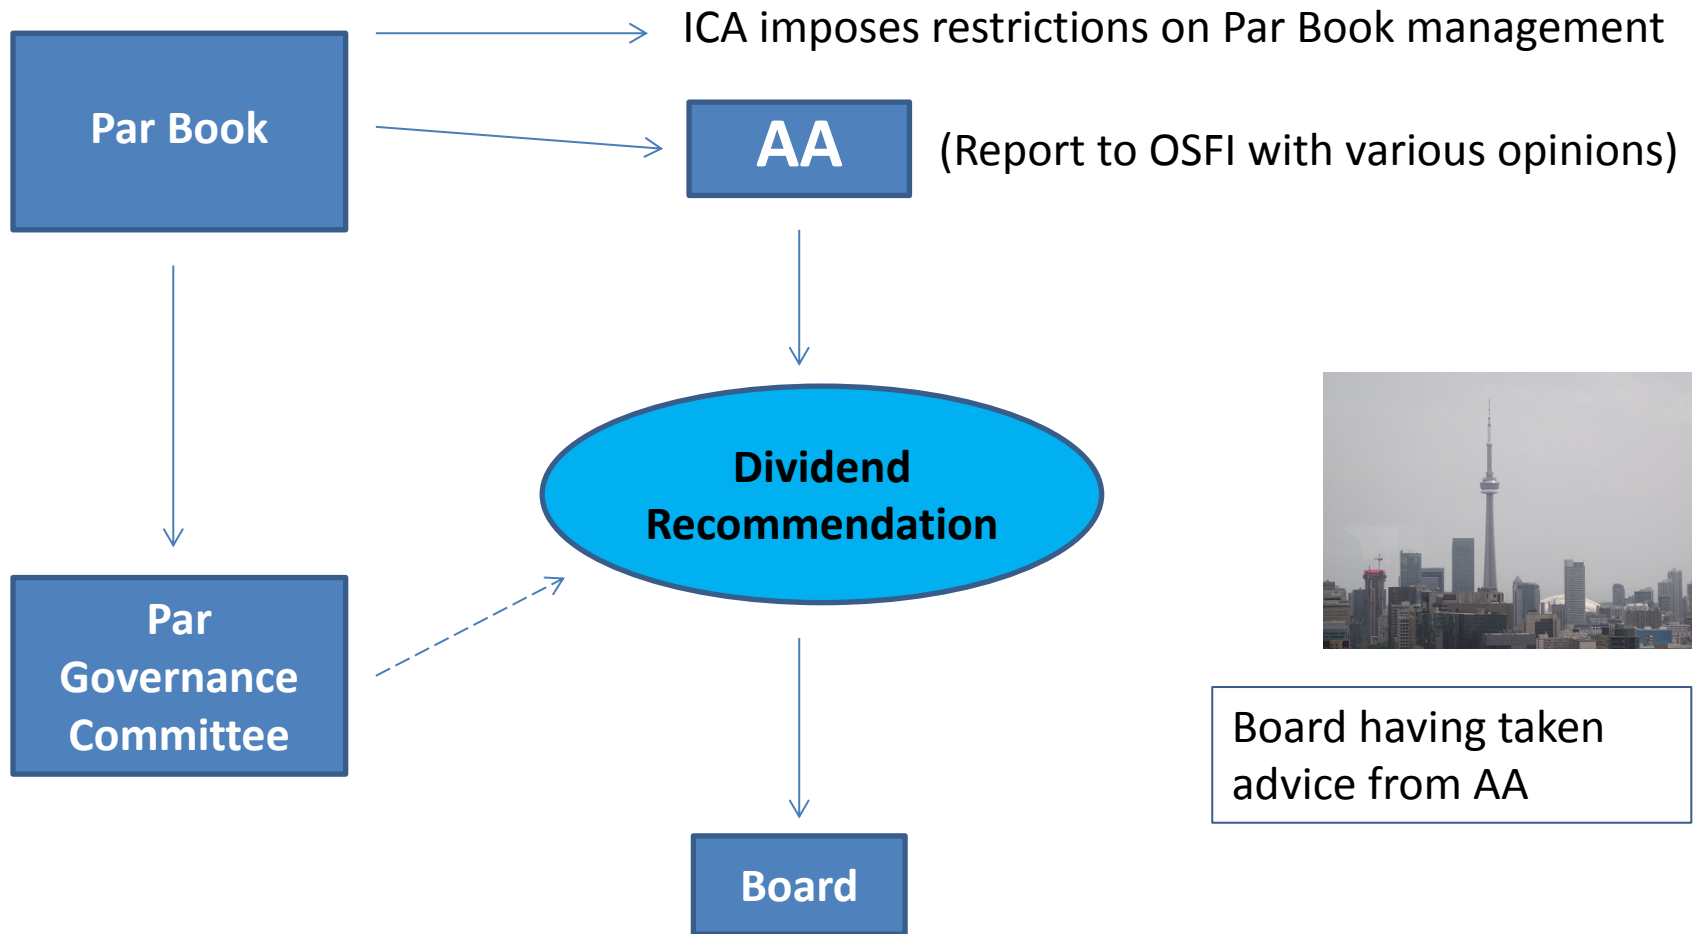 ICA imposes restrictions on Par Book management
Par Book
AA
(Report to OSFI with various opinions)
Dividend
Recommendation
Par
Governance
Committee
Board having taken
advice from AA
Board